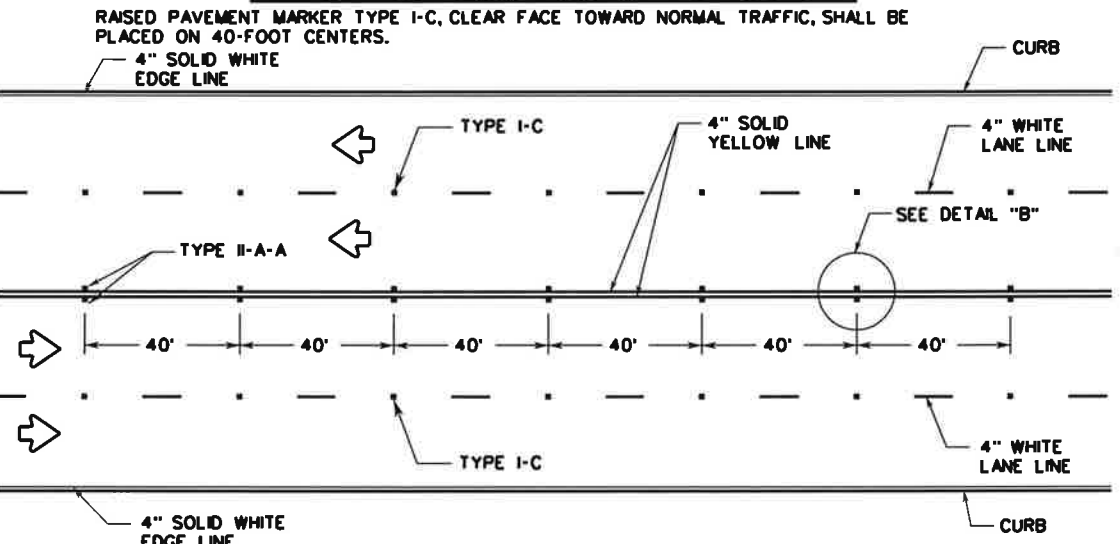 RAISED PAVEMENT MARKER TYPE I-C, CLEAR FACE TOWARD NORMAL TRAFFIC, SHALL BE
PLACED ON 40-FOOT CENTERS.
4" SOLID WHITE
EDGE LINE
CURB
TYPE I-C
4" SOLID
YELLOW LINE
4" WHITE
LANE LINE
SEE DETAIL "B"
TYPE II-A-A
40' 40' 40' 40' 40' 40'
TYPE I-C
4" WHITE
LANE LINE
4" SOLID WHITE
EDGE LINE
CURB